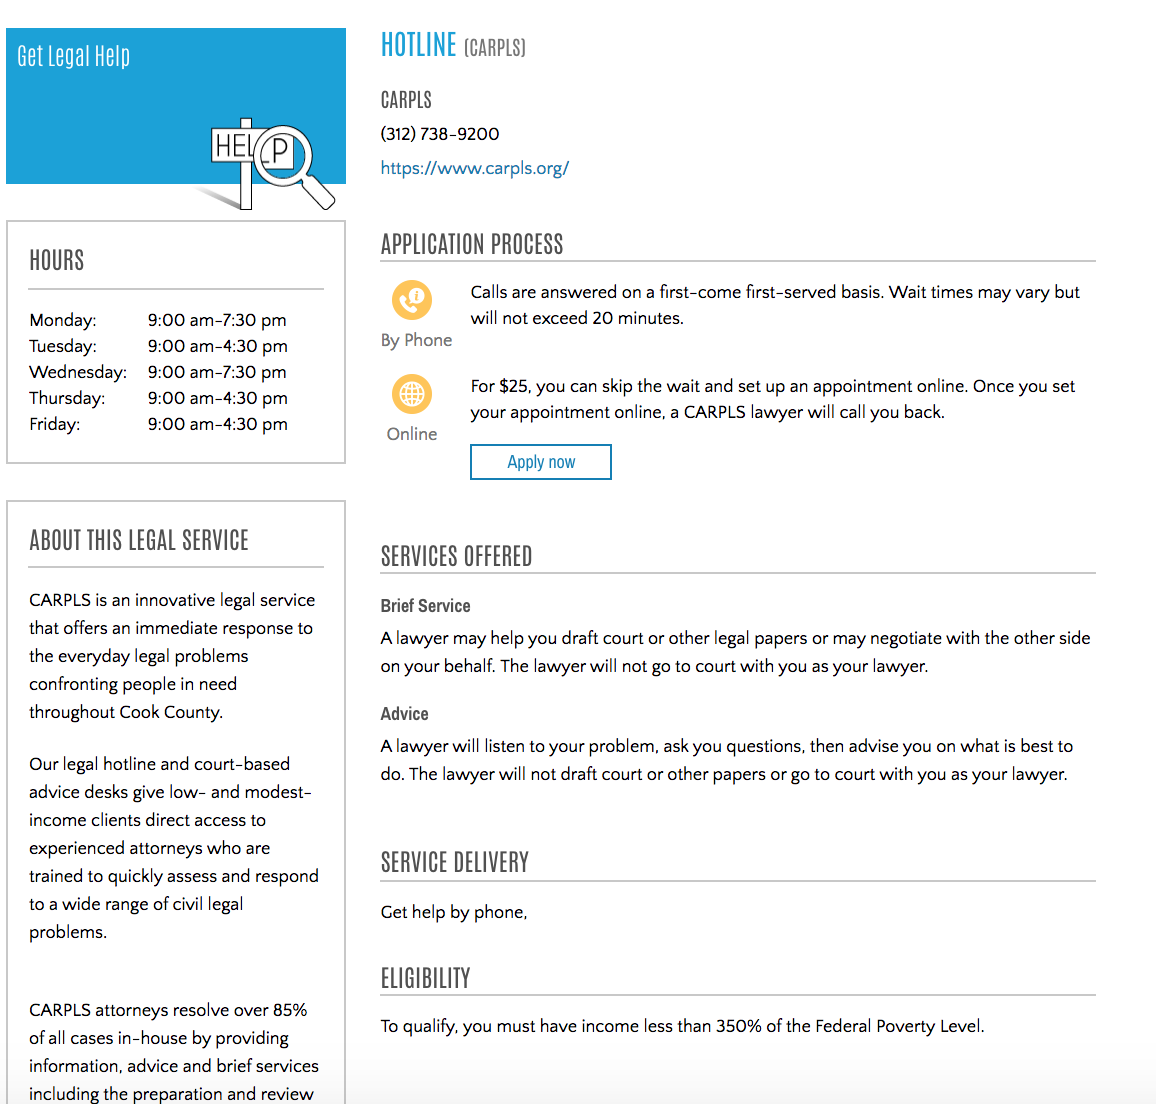 Get Legal Help
HELP
HOURS
Monday: 9:00 am-7:30 pm
Tuesday: 9:00 am-4:30 pm
Wednesday: 9:00 am-7:30 pm
Thursday: 9:00 am-4:30 pm
Friday: 9:00 am-4:30 pm
ABOUT THIS LEGAL SERVICE
CARPLS is an innovative legal service
that offers an immediate response to
the everyday legal problems
confronting people in need
throughout Cook County.
Our legal hotline and court-based
advice desks give low- and modest-
income clients direct access to
experienced attorneys who are
trained to quickly assess and respond
to a wide range of civil legal
problems.
CARPLS attorneys resolve over 85%
of all cases in-house by providing
information, advice and brief services
including the preparation and review
HOTLINE (CARPLS)
CARPLS
(312) 738-9200
https://www.carpls.org/
APPLICATION PROCESS
By Phone
Calls are answered on a first-come first-served basis. Wait times may vary but
will not exceed 20 minutes.
Online
For $25, you can skip the wait and set up an appointment online. Once you set
your appointment online, a CARPLS lawyer will call you back.
Apply now
SERVICES OFFERED
Brief Service
A lawyer may help you draft court or other legal papers or may negotiate with the other side
on your behalf. The lawyer will not go to court with you as your lawyer.
Advice
A lawyer will listen to your problem, ask you questions, then advise you on what is best to
do. The lawyer will not draft court or other papers or go to court with you as your lawyer.
SERVICE DELIVERY
Get help by phone,
ELIGIBILITY
To qualify, you must have income less than 350% of the Federal Poverty Level.